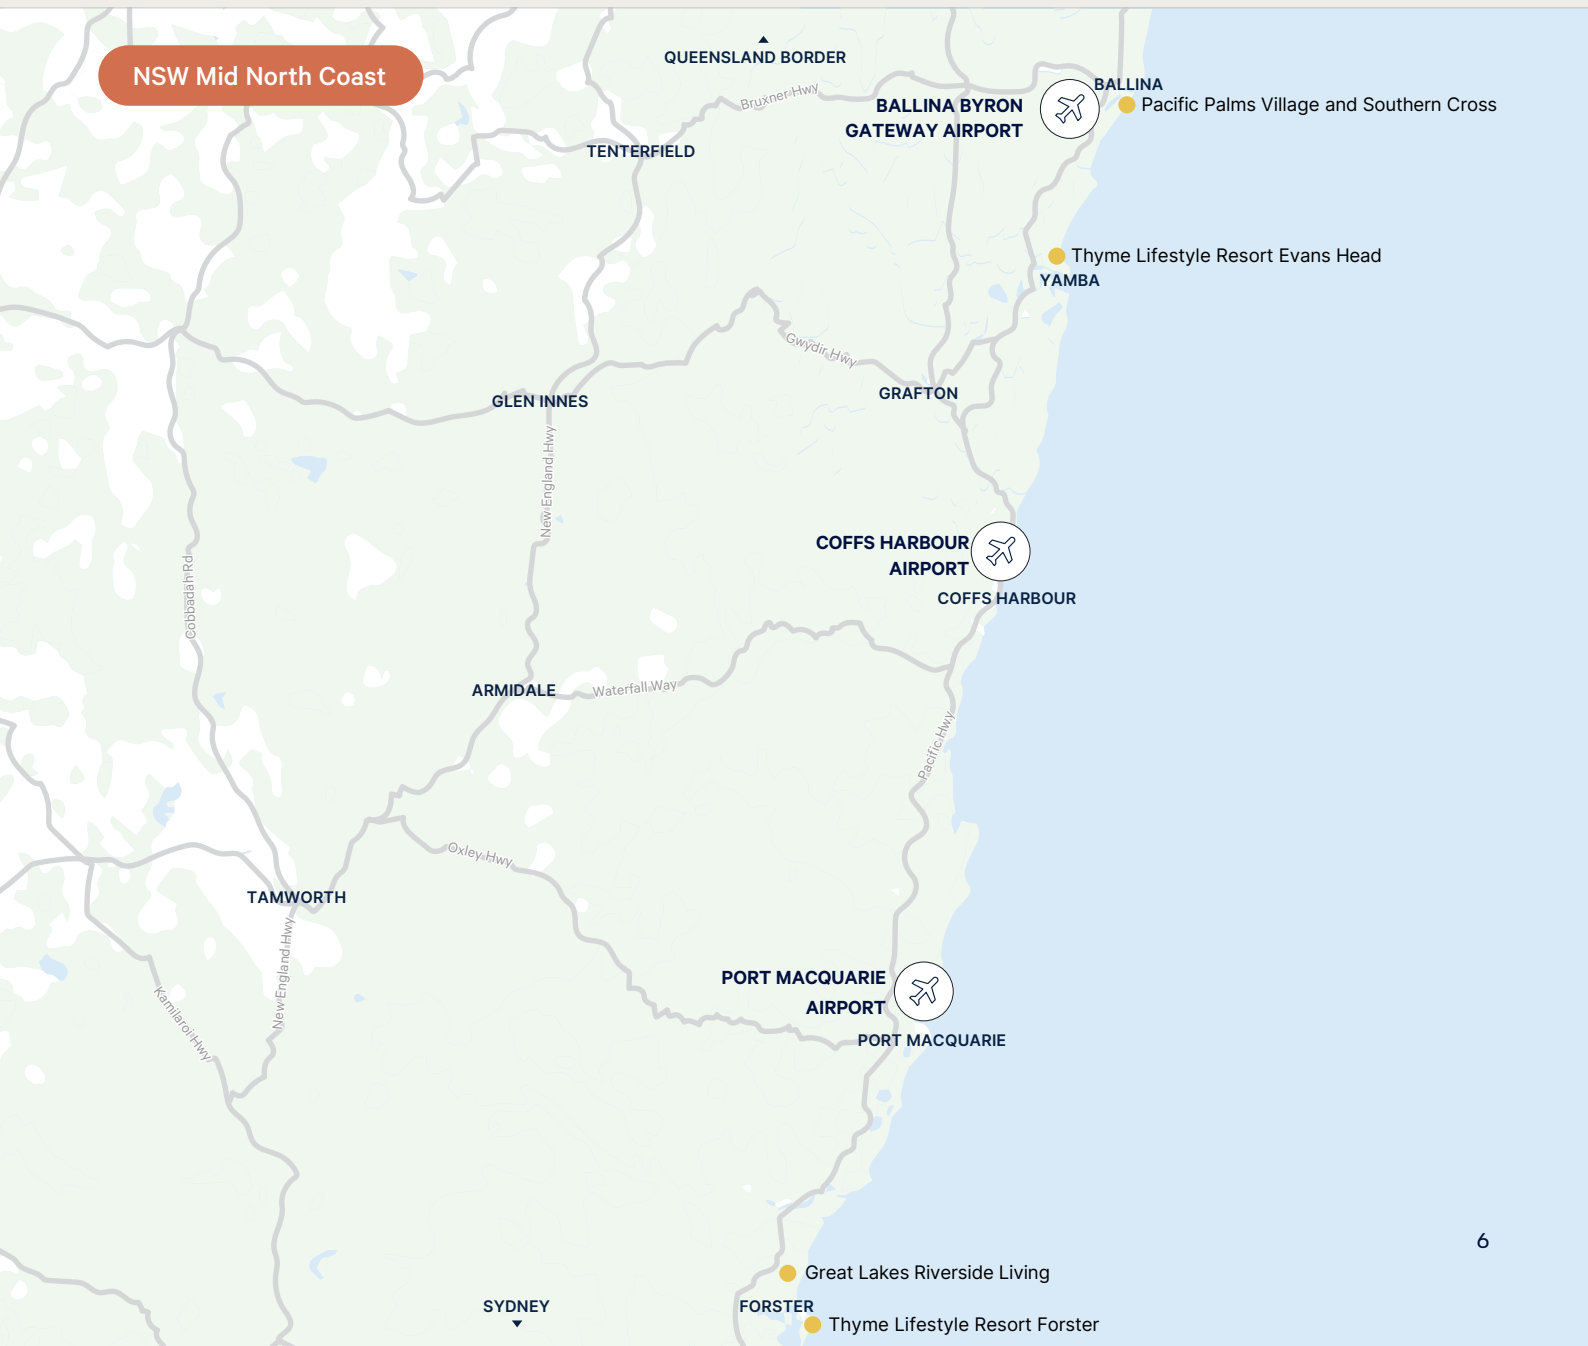 NSW Mid North Coast
QUEENSLAND BORDER
Bruxner Hwy
BALLINA
BALLINA BYRON
GATEWAY AIRPORT
Pacific Palms Village and Southern Cross
TENTERFIELD
Thyme Lifestyle Resort Evans Head
YAMBA
Gwydir Hwy
GLEN INNES
GRAFTON
New England Hwy
COFFS HARBOUR
AIRPORT
COFFS HARBOUR
Cobbadah Rd
ARMIDALE
Waterfall Way
Pacific Hwy
Oxley Hwy
TAMWORTH
New England Hwy
PORT MACQUARIE
AIRPORT
Kamilaroi Hwy
PORT MACQUARIE
6
Great Lakes Riverside Living
SYDNEY
FORSTER
Thyme Lifestyle Resort Forster